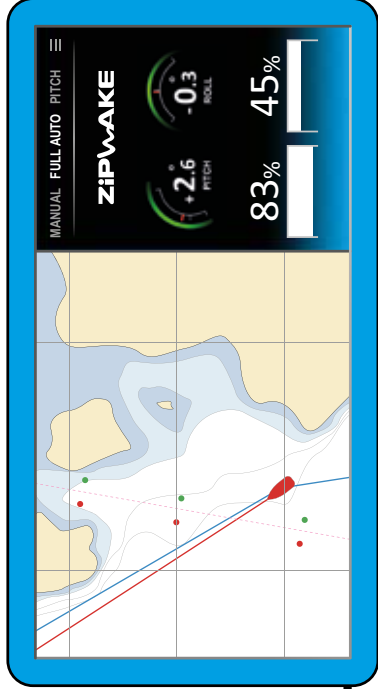 MANUAL FULL AUTO PITCH
ZiPWAKE
+2.6°
PITCH
-0.3°
ROLL
83%
45%